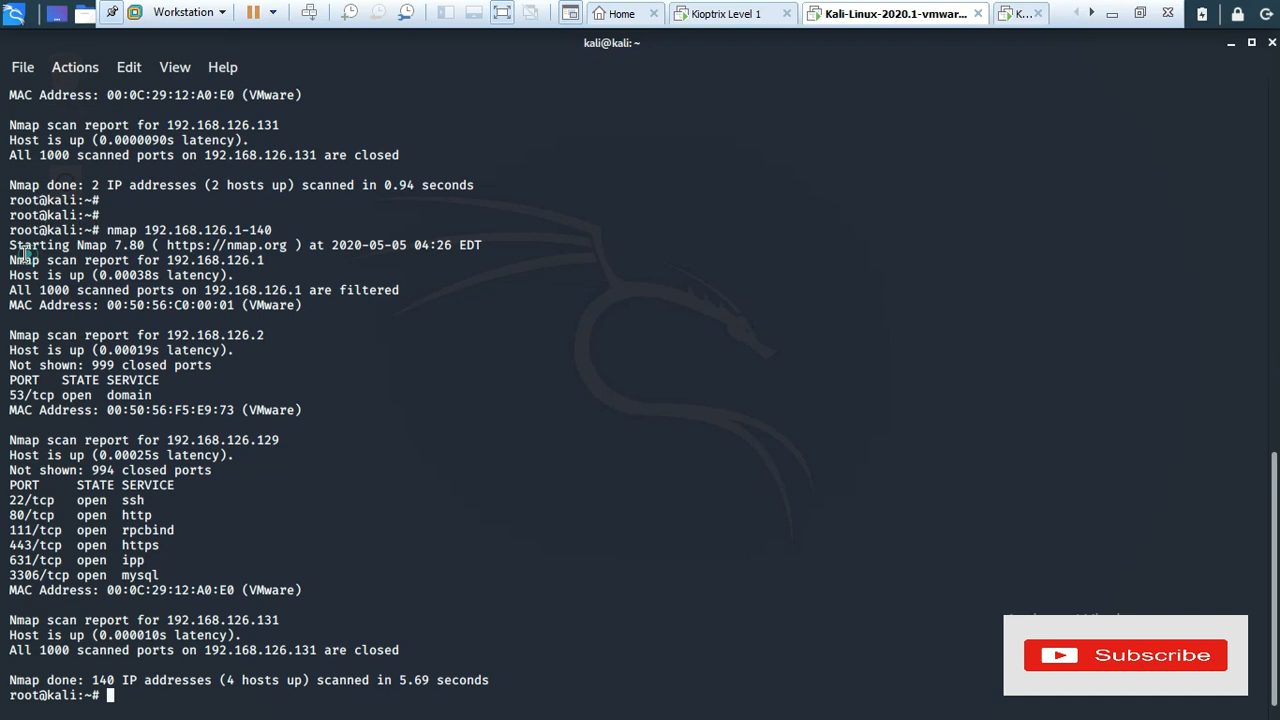 Workstation
Home
Kioptrix Level 1
Kali-Linux-2020.1-vmwar...
K...
kali@kali: ~
File Actions Edit View Help
MAC Address: 00:0C:29:12:A0:E0 (VMware)
Nmap scan report for 192.168.126.131
Host is up (0.0000090s latency).
All 1000 scanned ports on 192.168.126.131 are closed
Nmap done: 2 IP addresses (2 hosts up) scanned in 0.94 seconds
root@kali:~#
root@kali:~#
root@kali:~# nmap 192.168.126.1-140
Starting Nmap 7.80 ( https://nmap.org ) at 2020-05-05 04:26 EDT
Nmap scan report for 192.168.126.1
Host is up (0.00038s latency).
All 1000 scanned ports on 192.168.126.1 are filtered
MAC Address: 00:50:56:C0:00:01 (VMware)
Nmap scan report for 192.168.126.2
Host is up (0.00019s latency).
Not shown: 999 closed ports
PORT   STATE SERVICE
53/tcp open  domain
MAC Address: 00:50:56:F5:E9:73 (VMware)
Nmap scan report for 192.168.126.129
Host is up (0.00025s latency).
Not shown: 994 closed ports
PORT     STATE SERVICE
22/tcp   open  ssh
80/tcp   open  http
111/tcp  open  rpcbind
443/tcp  open  https
631/tcp  open  ipp
3306/tcp open  mysql
MAC Address: 00:0C:29:12:A0:E0 (VMware)
Nmap scan report for 192.168.126.131
Host is up (0.000010s latency).
All 1000 scanned ports on 192.168.126.131 are closed
Nmap done: 140 IP addresses (4 hosts up) scanned in 5.69 seconds
root@kali:~#
Subscribe